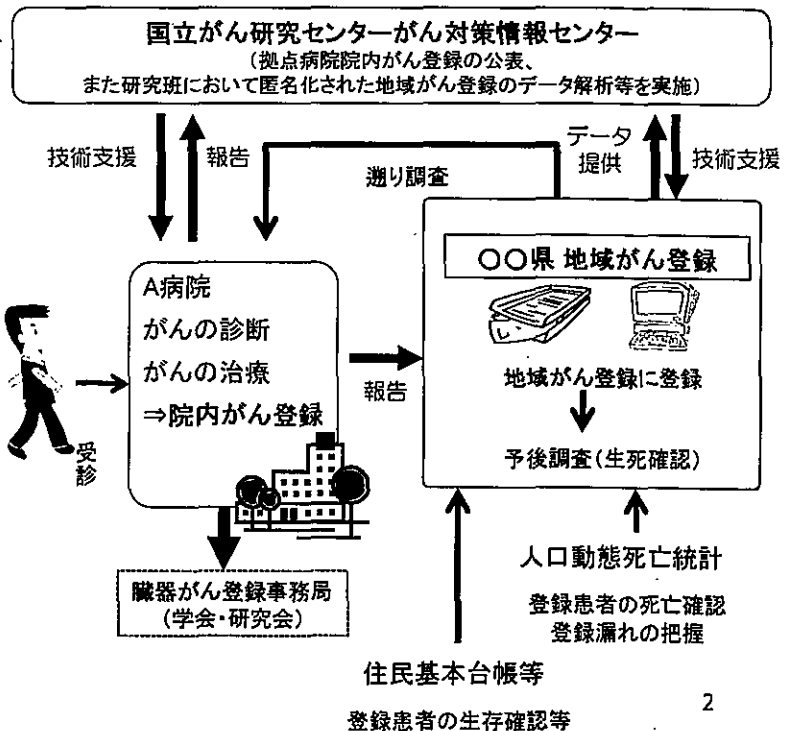 国立がん研究センターがん対策情報センター
(拠点病院院内がん登録の公表、
また研究班において匿名化された地域がん登録のデータ解析等を実施)
技術支援
報告
遡り調査
データ
提供
技術支援
○○県 地域がん登録
A病院
がんの診断
がんの治療
⇒院内がん登録
受診
報告
地域がん登録に登録
予後調査(生死確認)
臓器がん登録事務局
(学会・研究会)
人口動態死亡統計
登録患者の死亡確認
登録漏れの把握
住民基本台帳等
登録患者の生存確認等
2